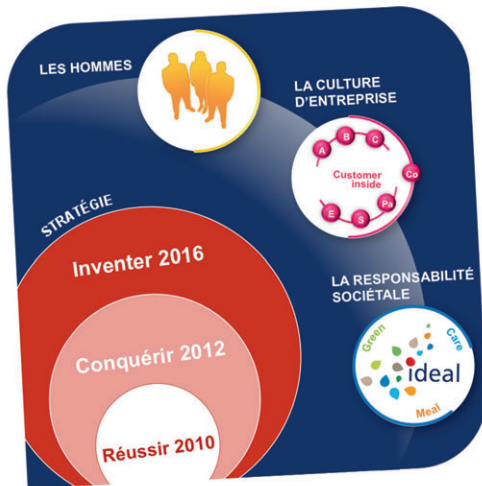 LES HOMMES
LA CULTURE
D'ENTREPRISE
A
B
C
Co
Customer
inside
E
S
Pa
STRATÉGIE
Inventer 2016
LA RESPONSABILITÉ
SOCIÉTALE
Green
Care
ideal
Meal
Conquérir 2012
Réussir 2010